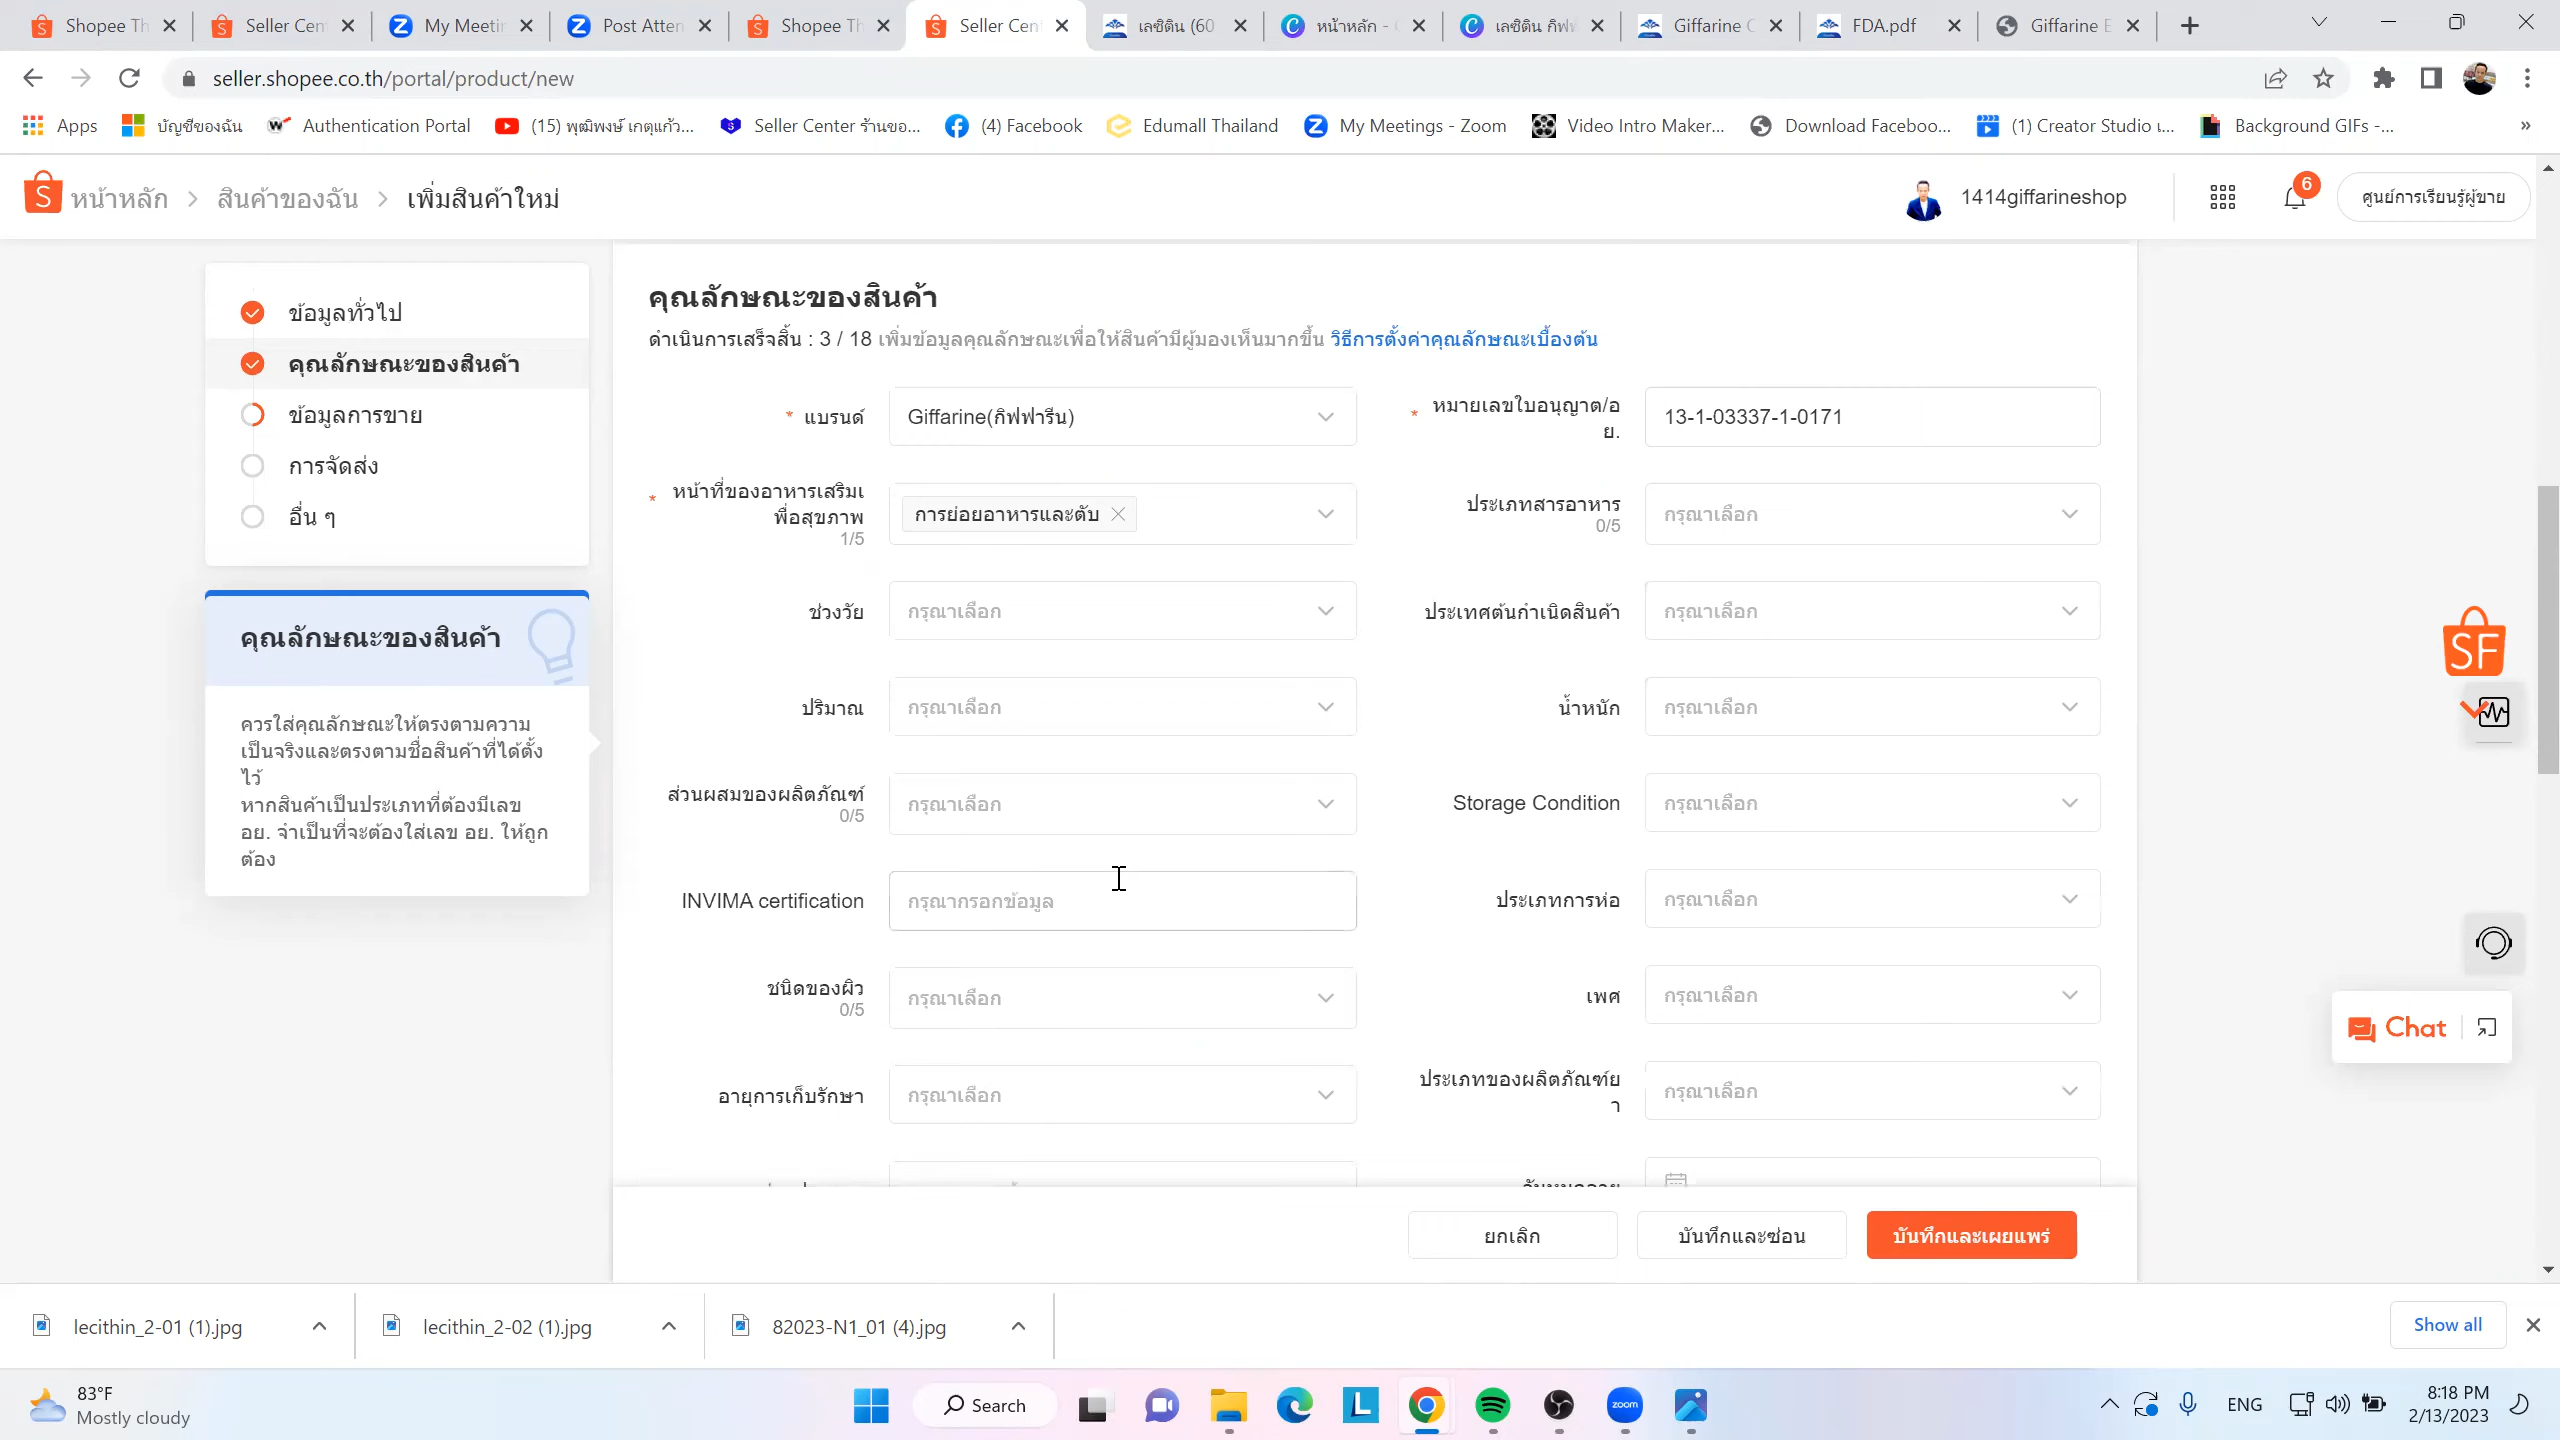 Shopee Th
Seller Cen
My Meetin
Post Atten
Shopee Th
Seller Cen
เลซิติน (60
หน้าหลัก -
เลซิติน กิฟฟ
Giffarine C
FDA.pdf
Giffarine E
seller.shopee.co.th/portal/product/new
Apps
บัญชีของฉัน
Authentication Portal
(15) พุฒิพงษ์ เกตุแก้ว...
Seller Center ร้านขอ...
(4) Facebook
Edumall Thailand
My Meetings - Zoom
Video Intro Maker...
Download Faceboo...
(1) Creator Studio เ...
Background GIFs -...
»
หน้าหลัก > สินค้าของฉัน > เพิ่มสินค้าใหม่
1414giffarineshop
6
ศูนย์การเรียนรู้ผู้ขาย
ข้อมูลทั่วไป
คุณลักษณะของสินค้า
ข้อมูลการขาย
การจัดส่ง
อื่น ๆ
คุณลักษณะของสินค้า
ควรใส่คุณลักษณะให้ตรงตามความ
เป็นจริงและตรงตามชื่อสินค้าที่ได้ตั้ง
ไว้
หากสินค้าเป็นประเภทที่ต้องมีเลข
อย. จำเป็นที่จะต้องใส่เลข อย. ให้ถูก
ต้อง
คุณลักษณะของสินค้า
ดำเนินการเสร็จสิ้น : 3 / 18 เพิ่มข้อมูลคุณลักษณะเพื่อให้สินค้ามีผู้มองเห็นมากขึ้น วิธีการตั้งค่าคุณลักษณะเบื้องต้น
* แบรนด์
Giffarine(กิฟฟารีน)
* หมายเลขใบอนุญาต/อ
ย.
13-1-03337-1-0171
* หน้าที่ของอาหารเสริมเ
พื่อสุขภาพ
1/5
การย่อยอาหารและตับ
ประเภทสารอาหาร
0/5
กรุณาเลือก
ช่วงวัย
กรุณาเลือก
ประเทศต้นกำเนิดสินค้า
กรุณาเลือก
ปริมาณ
กรุณาเลือก
น้ำหนัก
กรุณาเลือก
ส่วนผสมของผลิตภัณฑ์
0/5
กรุณาเลือก
Storage Condition
กรุณาเลือก
INVIMA certification
กรุณากรอกข้อมูล
ประเภทการห่อ
กรุณาเลือก
ชนิดของผิว
0/5
กรุณาเลือก
เพศ
กรุณาเลือก
อายุการเก็บรักษา
กรุณาเลือก
ประเภทของผลิตภัณฑ์ย
า
กรุณาเลือก
ยกเลิก
บันทึกและซ่อน
บันทึกและเผยแพร่
SF
Chat
lecithin_2-01 (1).jpg
lecithin_2-02 (1).jpg
82023-N1_01 (4).jpg
Show all
83°F
Mostly cloudy
Search
L
zoom
ENG
8:18 PM
2/13/2023